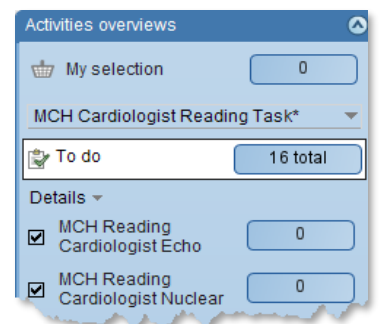 Activities overviews
My selection 0
MCH Cardiologist Reading Task*
To do 16 total
Details
MCH Reading
Cardiologist Echo 0
MCH Reading
Cardiologist Nuclear 0